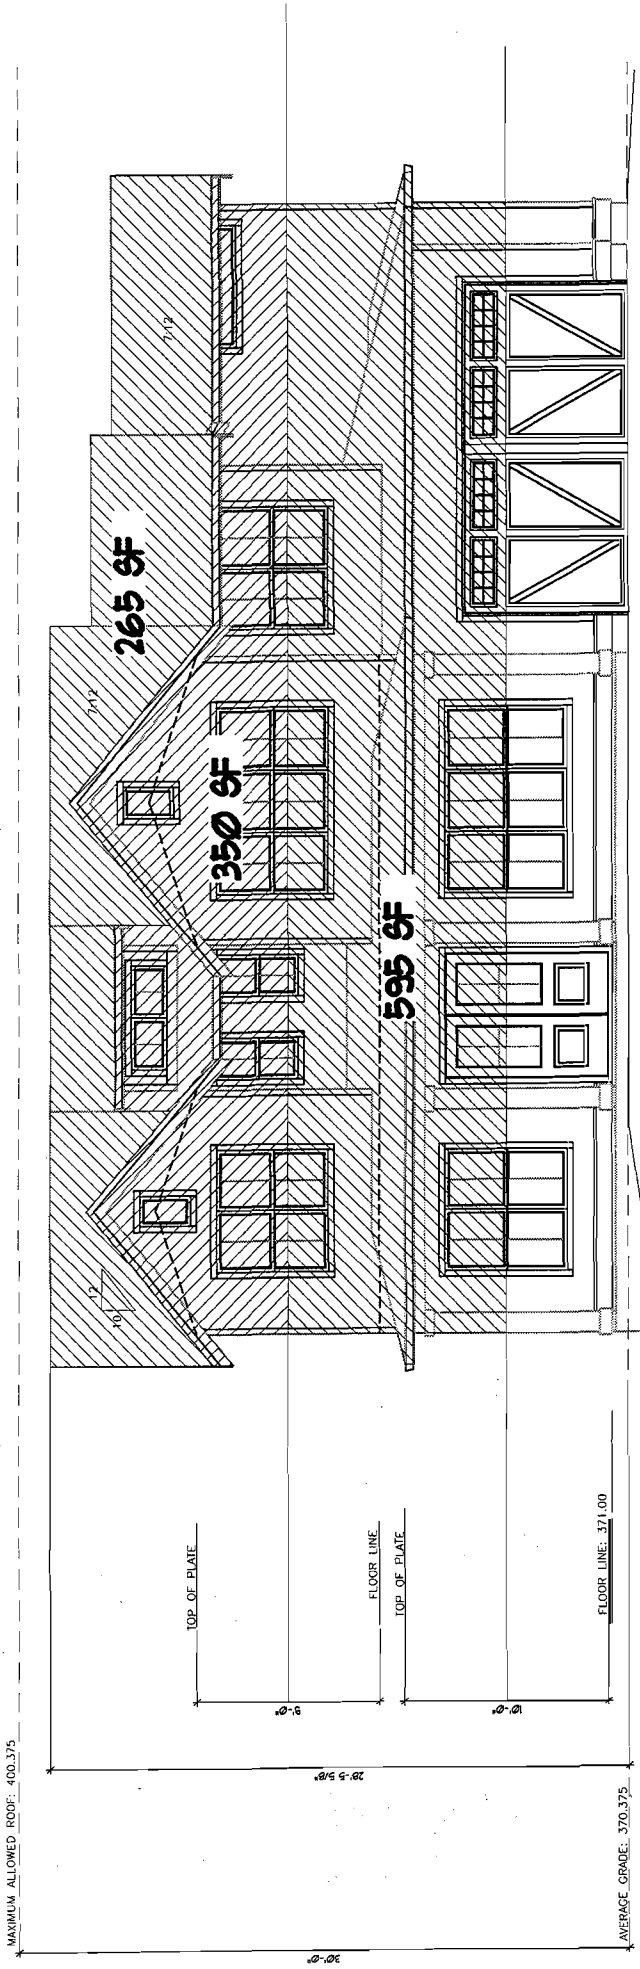 MAXIMUM ALLOWED ROOF: 400.375
7:12
7:12
265 SF
12
10
350 SF
595 SF
TOP OF PLATE
FLOOR LINE
TOP OF PLATE
FLOOR LINE: 371.00
9'-0"
10'-0"
28'-5 5/8"
30'-0"
AVERAGE GRADE: 370.375